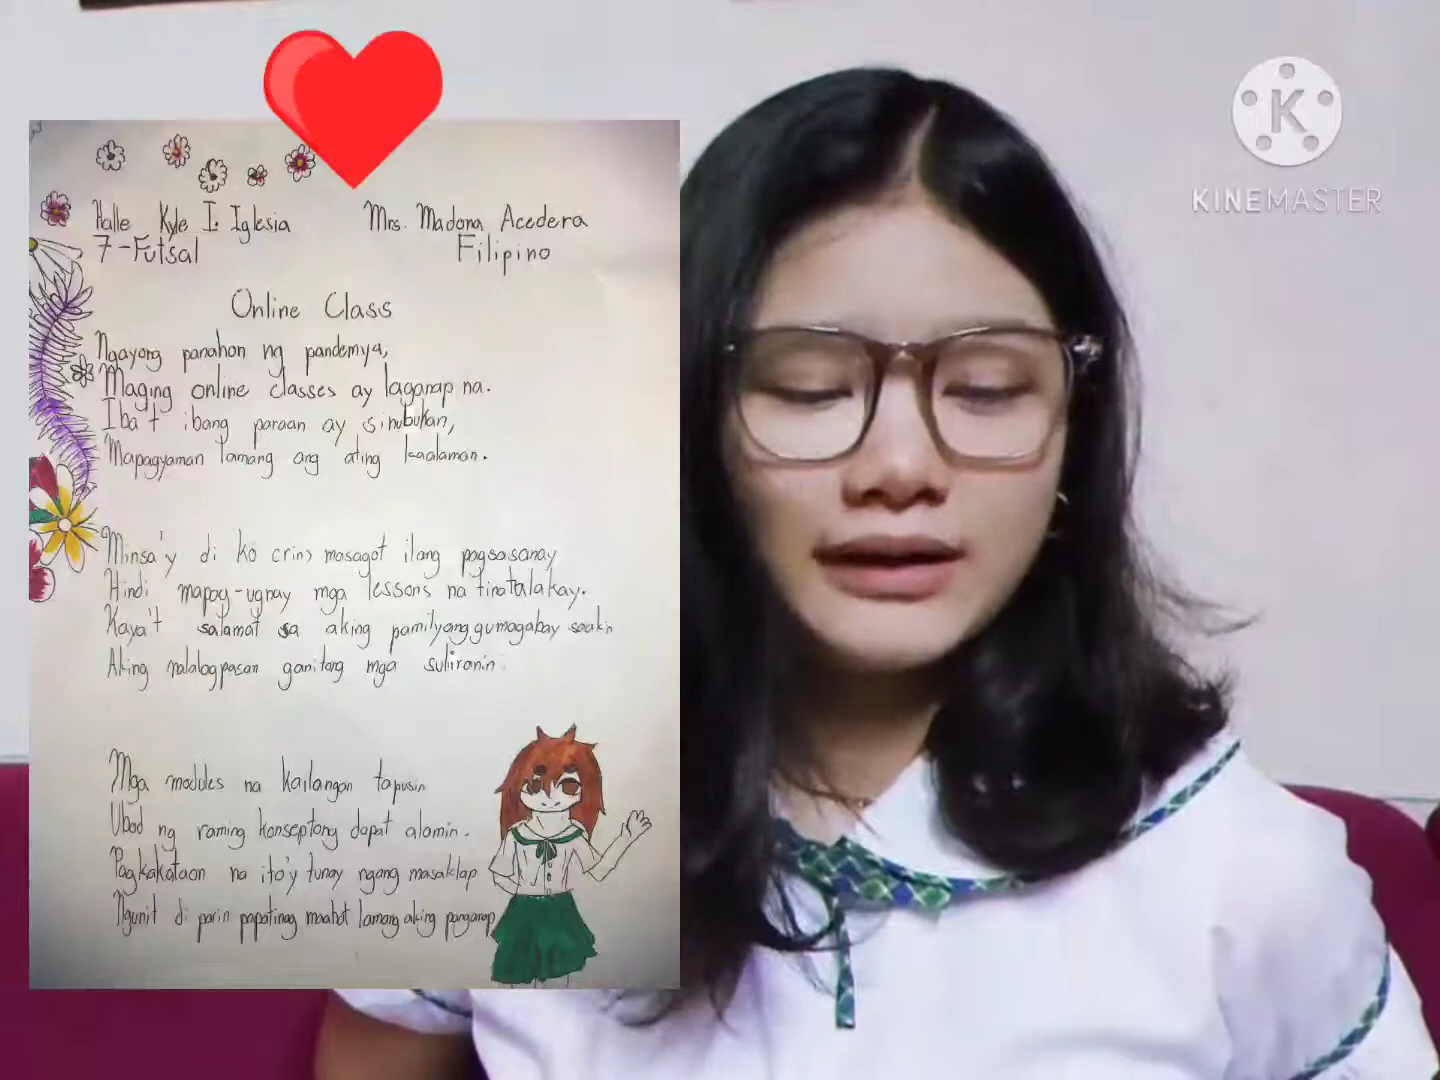 Halle Kyle I. Iglesia
7-Futsal
Mrs. Madona Acedera
Filipino
Online Class
Ngayong panahon ng pandemya,
Maging online classes ay laganap na.
Iba't ibang paraan ay sinubukan,
Mapagyaman lamang ang ating kaalaman.
Minsa'y di ko masagot ilang pagsasanay
Hindi mapag-ugnay mga lessons na tinatalakay.
Kaya't salamat sa aking pamilyang gumagabay saakin
Aking nalalagpasan ganitong mga suliranin.
Mga modules na kailangan tapusin
Ubod ng raming konseptong dapat alamin.
Pagkakataon na ito'y tunay ngang masaklap
Ngunit di parin papatinag maabot lamang aking pangarap
K
KINEMASTER